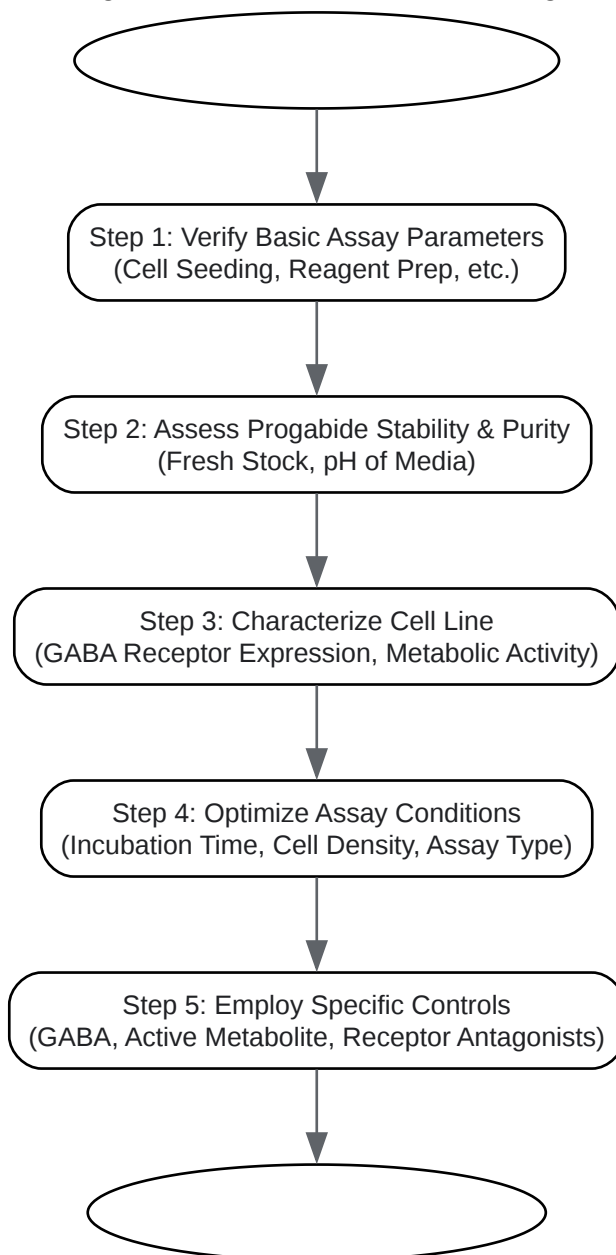 Step 1: Verify Basic Assay Parameters
(Cell Seeding, Reagent Prep, etc.)
Step 2: Assess Progabide Stability & Purity
(Fresh Stock, pH of Media)
Step 3: Characterize Cell Line
(GABA Receptor Expression, Metabolic Activity)
Step 4: Optimize Assay Conditions
(Incubation Time, Cell Density, Assay Type)
Step 5: Employ Specific Controls
(GABA, Active Metabolite, Receptor Antagonists)